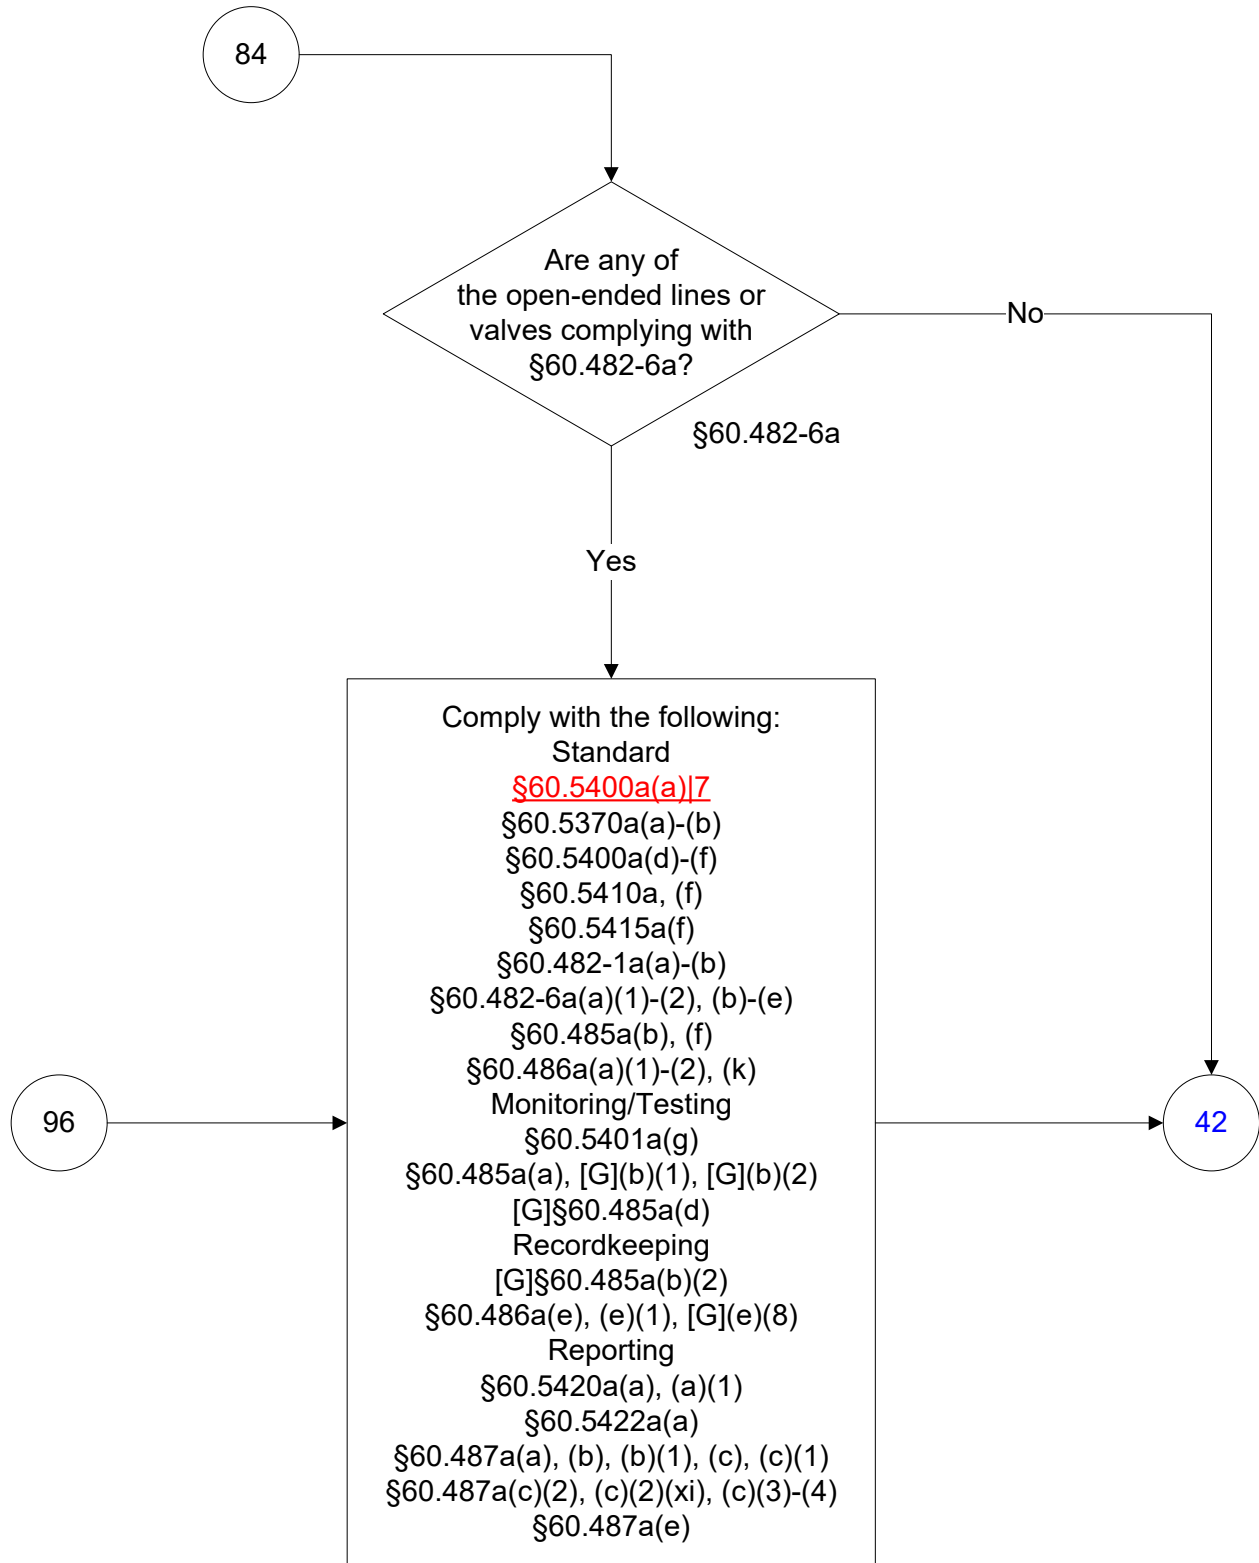 84
Are any of
the open-ended lines or
valves complying with
§60.482-6a?
No
§60.482-6a
Yes
Comply with the following:
Standard
§60.5400a(a)|7
§60.5370a(a)-(b)
§60.5400a(d)-(f)
§60.5410a, (f)
§60.5415a(f)
§60.482-1a(a)-(b)
§60.482-6a(a)(1)-(2), (b)-(e)
§60.485a(b), (f)
§60.486a(a)(1)-(2), (k)
Monitoring/Testing
§60.5401a(g)
§60.485a(a), [G](b)(1), [G](b)(2)
[G]§60.485a(d)
Recordkeeping
[G]§60.485a(b)(2)
§60.486a(e), (e)(1), [G](e)(8)
Reporting
§60.5420a(a), (a)(1)
§60.5422a(a)
§60.487a(a), (b), (b)(1), (c), (c)(1)
§60.487a(c)(2), (c)(2)(xi), (c)(3)-(4)
§60.487a(e)
96
42